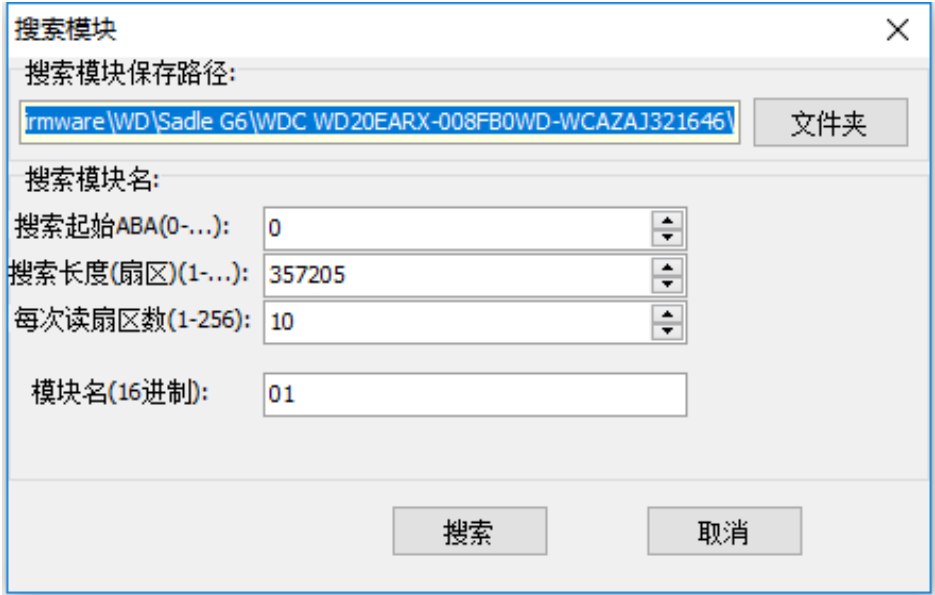 搜索模块
搜索模块保存路径:
irmware\WD\Sadle G6\WDC WD20EARX-008FB0WD-WCAZAJ321646\
文件夹
搜索模块名:
搜索起始ABA(0-...): 0
搜索长度(扇区)(1-...): 357205
每次读扇区数(1-256): 10
模块名(16进制): 01
搜索 取消